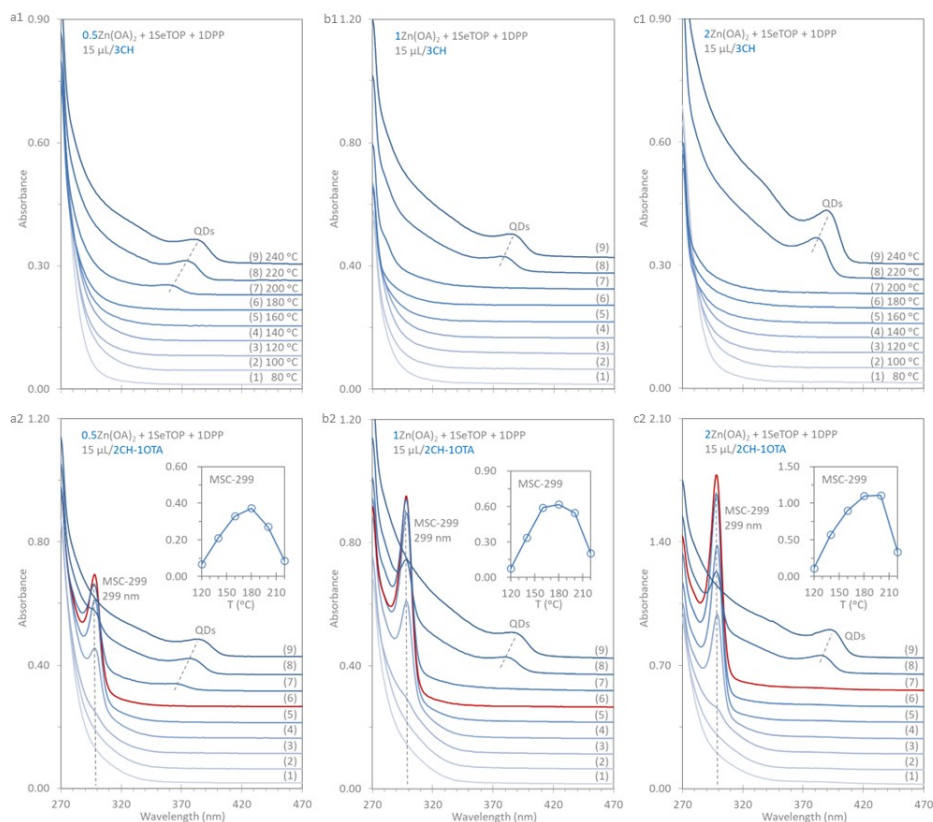 a1
0.90
0.60
0.30
0.00
Absorbance
0.5Zn(OA)₂ + 1SeTOP + 1DPP
15 µL/3CH
QDs
(9) 240 °C
(8) 220 °C
(7) 200 °C
(6) 180 °C
(5) 160 °C
(4) 140 °C
(3) 120 °C
(2) 100 °C
(1) 80 °C
b1
1.20
0.80
0.40
0.00
Absorbance
1Zn(OA)₂ + 1SeTOP + 1DPP
15 µL/3CH
QDs
(9)
(8)
(7)
(6)
(5)
(4)
(3)
(2)
(1)
c1
0.90
0.60
0.30
0.00
Absorbance
2Zn(OA)₂ + 1SeTOP + 1DPP
15 µL/3CH
QDs
(9) 240 °C
(8) 220 °C
(7) 200 °C
(6) 180 °C
(5) 160 °C
(4) 140 °C
(3) 120 °C
(2) 100 °C
(1) 80 °C
a2
1.20
0.80
0.40
0.00
Absorbance
0.5Zn(OA)₂ + 1SeTOP + 1DPP
15 µL/2CH-1OTA
0.60
0.40
0.20
0.00
MSC-299
120 150 180 210
T (°C)
MSC-299
299 nm
QDs
(9)
(8)
(7)
(6)
(5)
(4)
(3)
(2)
(1)
270 320 370 420 470
Wavelength (nm)
b2
1.20
0.80
0.40
0.00
Absorbance
1Zn(OA)₂ + 1SeTOP + 1DPP
15 µL/2CH-1OTA
0.90
0.60
0.30
0.00
MSC-299
120 150 180 210
T (°C)
MSC-299
299 nm
QDs
(9)
(8)
(7)
(6)
(5)
(4)
(3)
(2)
(1)
270 320 370 420 470
Wavelength (nm)
c2
2.10
1.40
0.70
0.00
Absorbance
2Zn(OA)₂ + 1SeTOP + 1DPP
15 µL/2CH-1OTA
1.50
1.00
0.50
0.00
MSC-299
120 150 180 210
T (°C)
MSC-299
299 nm
QDs
(9)
(8)
(7)
(6)
(5)
(4)
(3)
(2)
(1)
270 320 370 420 470
Wavelength (nm)